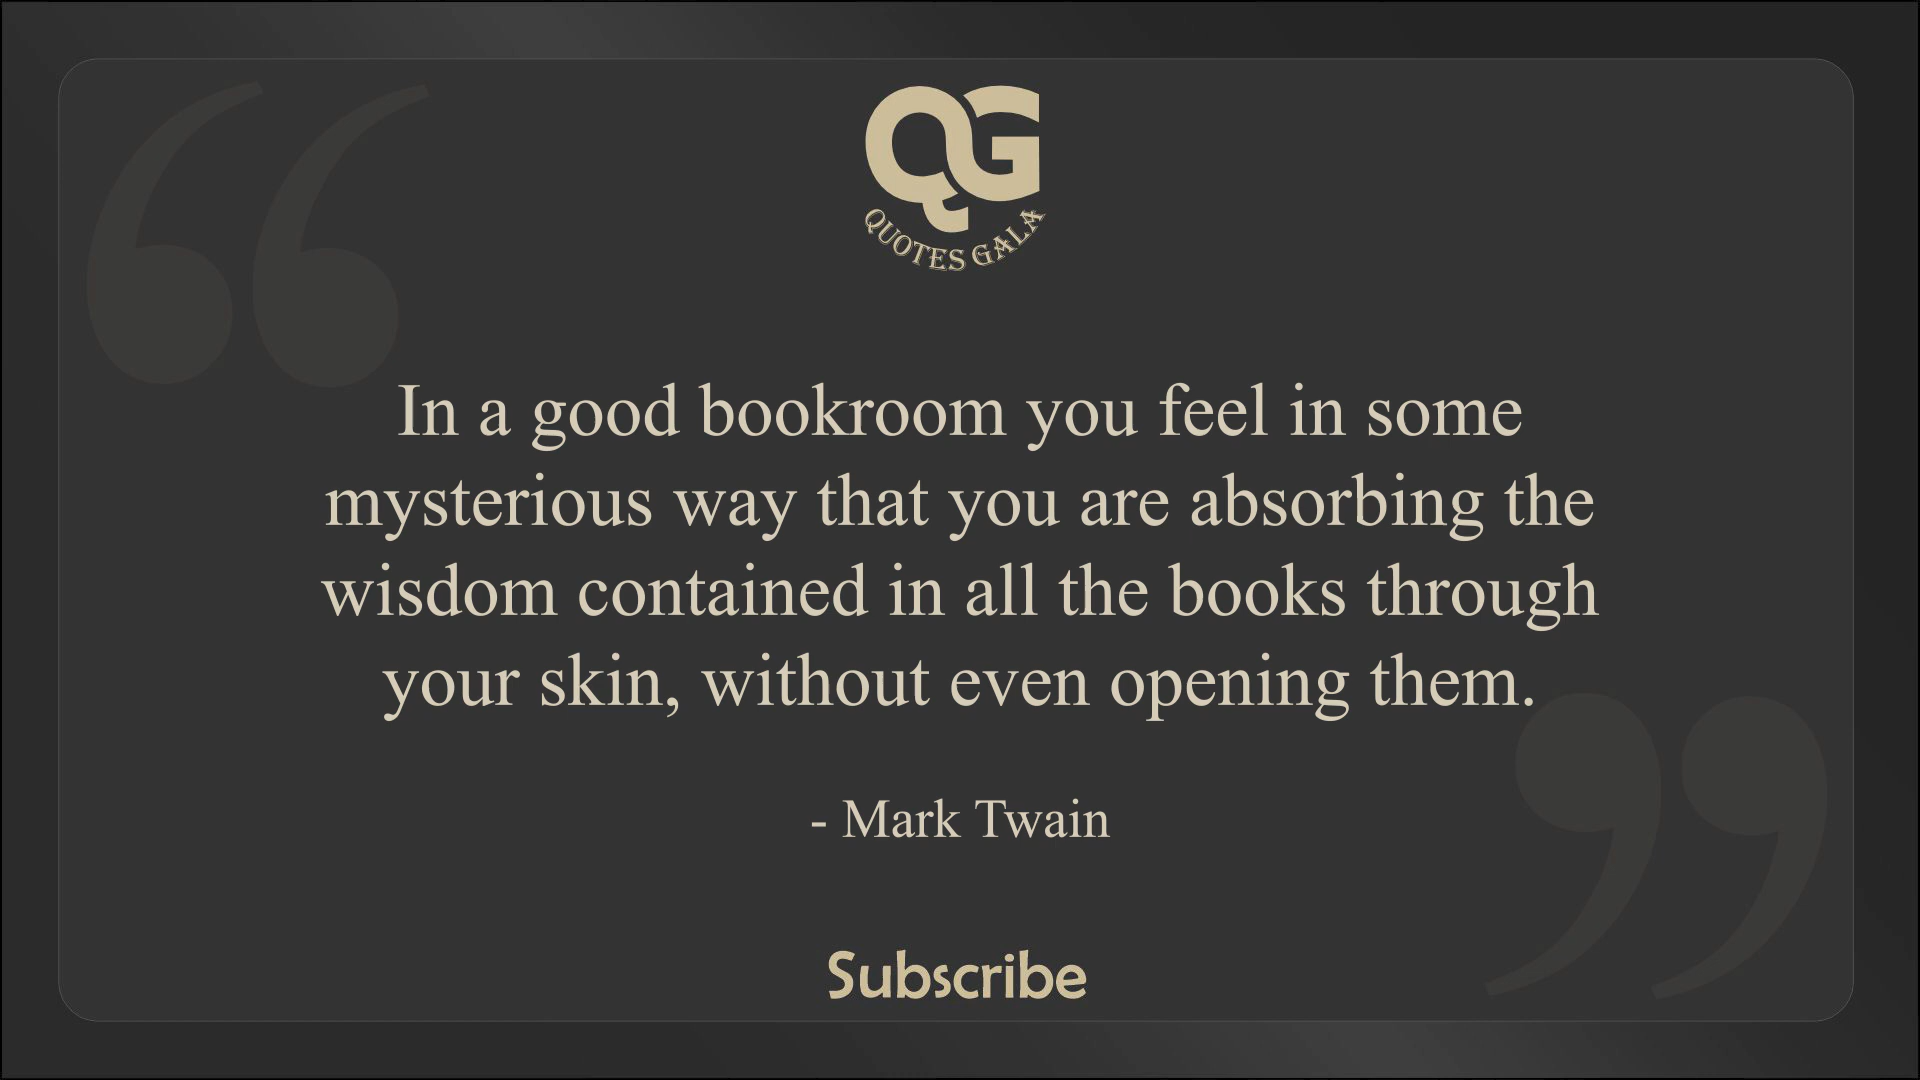 QG
QUOTES GALA
In a good bookroom you feel in some
mysterious way that you are absorbing the
wisdom contained in all the books through
your skin, without even opening them.
- Mark Twain
Subscribe